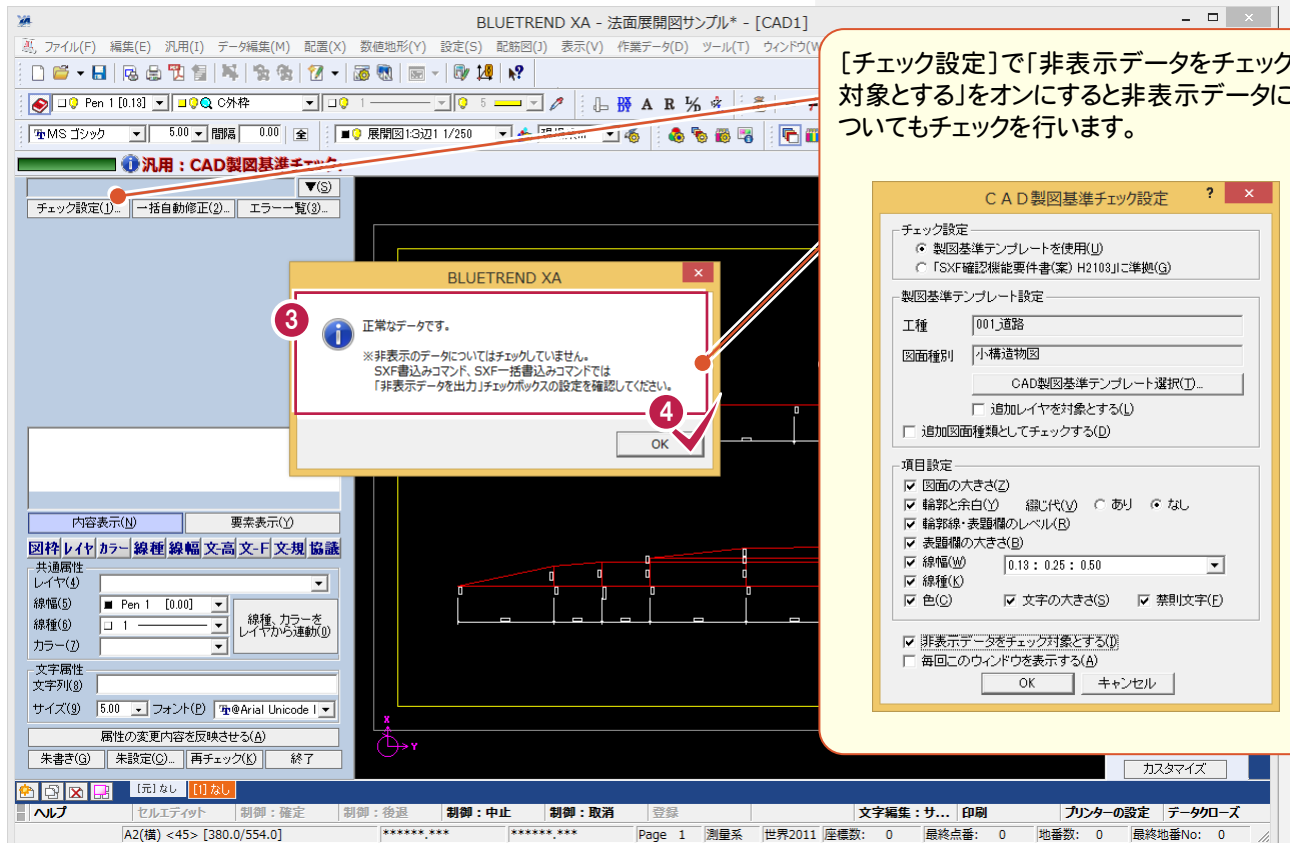 BLUETREND XA - 法面展開図サンプル* - [CAD1]
ファイル(F) 編集(E) 汎用(I) データ編集(M) 配置(X) 数値地形(Y) 設定(S) 配筋図(J) 表示(V) 作業データ(D) ツール(T) ウィンドウ(W
Pen 1 [0.13] C外枠 1 5
A R
MS ゴシック 5.00 間隔 0.00 全 展開図1:3辺1 1/250
汎用：CAD製図基準チェック:
▼(S)
チェック設定(1)... 一括自動修正(2)... エラー一覧(3)...
[チェック設定]で「非表示データをチェック
対象とする」をオンにすると非表示データに
ついてもチェックを行います。
BLUETREND XA
3
正常なデータです。
※非表示のデータについてはチェックしていません。
SXF書込みコマンド、SXF一括書込みコマンドでは
「非表示データを出力」チェックボックスの設定を確認してください。
4
OK
ＣＡＤ製図基準チェック設定 ?
チェック設定
製図基準テンプレートを使用(U)
「SXF確認機能要件書(案) H2103」に準拠(G)
製図基準テンプレート設定
工種 001_道路
図面種別 小構造物図
CAD製図基準テンプレート選択(T)...
追加レイヤを対象とする(L)
追加図面種類としてチェックする(D)
項目設定
図面の大きさ(Z)
輪郭と余白(Y) 綴じ代(V) あり なし
輪郭線・表題欄のレベル(R)
表題欄の大きさ(B)
線幅(W) 0.13 : 0.25 : 0.50
線種(K)
色(C) 文字の大きさ(S) 禁則文字(F)
非表示データをチェック対象とする(I)
毎回このウィンドウを表示する(A)
OK キャンセル
内容表示(N) 要素表示(Y)
図枠 レイヤ カラー 線種 線幅 文-高 文-F 文-規 協議
共通属性
レイヤ(4)
線幅(5) Pen 1 [0.00]
線種(6) 1
カラー(7)
線種、カラーを
レイヤから連動(0)
文字属性
文字列(8)
サイズ(9) 5.00 フォント(P) @Arial Unicode
属性の変更内容を反映させる(A)
朱書き(G) 朱設定(C)... 再チェック(K) 終了
X
Y
カスタマイズ
[元] なし [1] なし
ヘルプ セルエディット 制御：確定 制御：後退 制御：中止 制御：取消 登録 文字編集：サ... 印刷 プリンターの設定 データクローズ
A2(横) <45> [380.0/554.0] ******.*** ******.*** Page 1 測量系 世界2011 座標数: 0 最終点番: 0 地番数: 0 最終地番No: 0